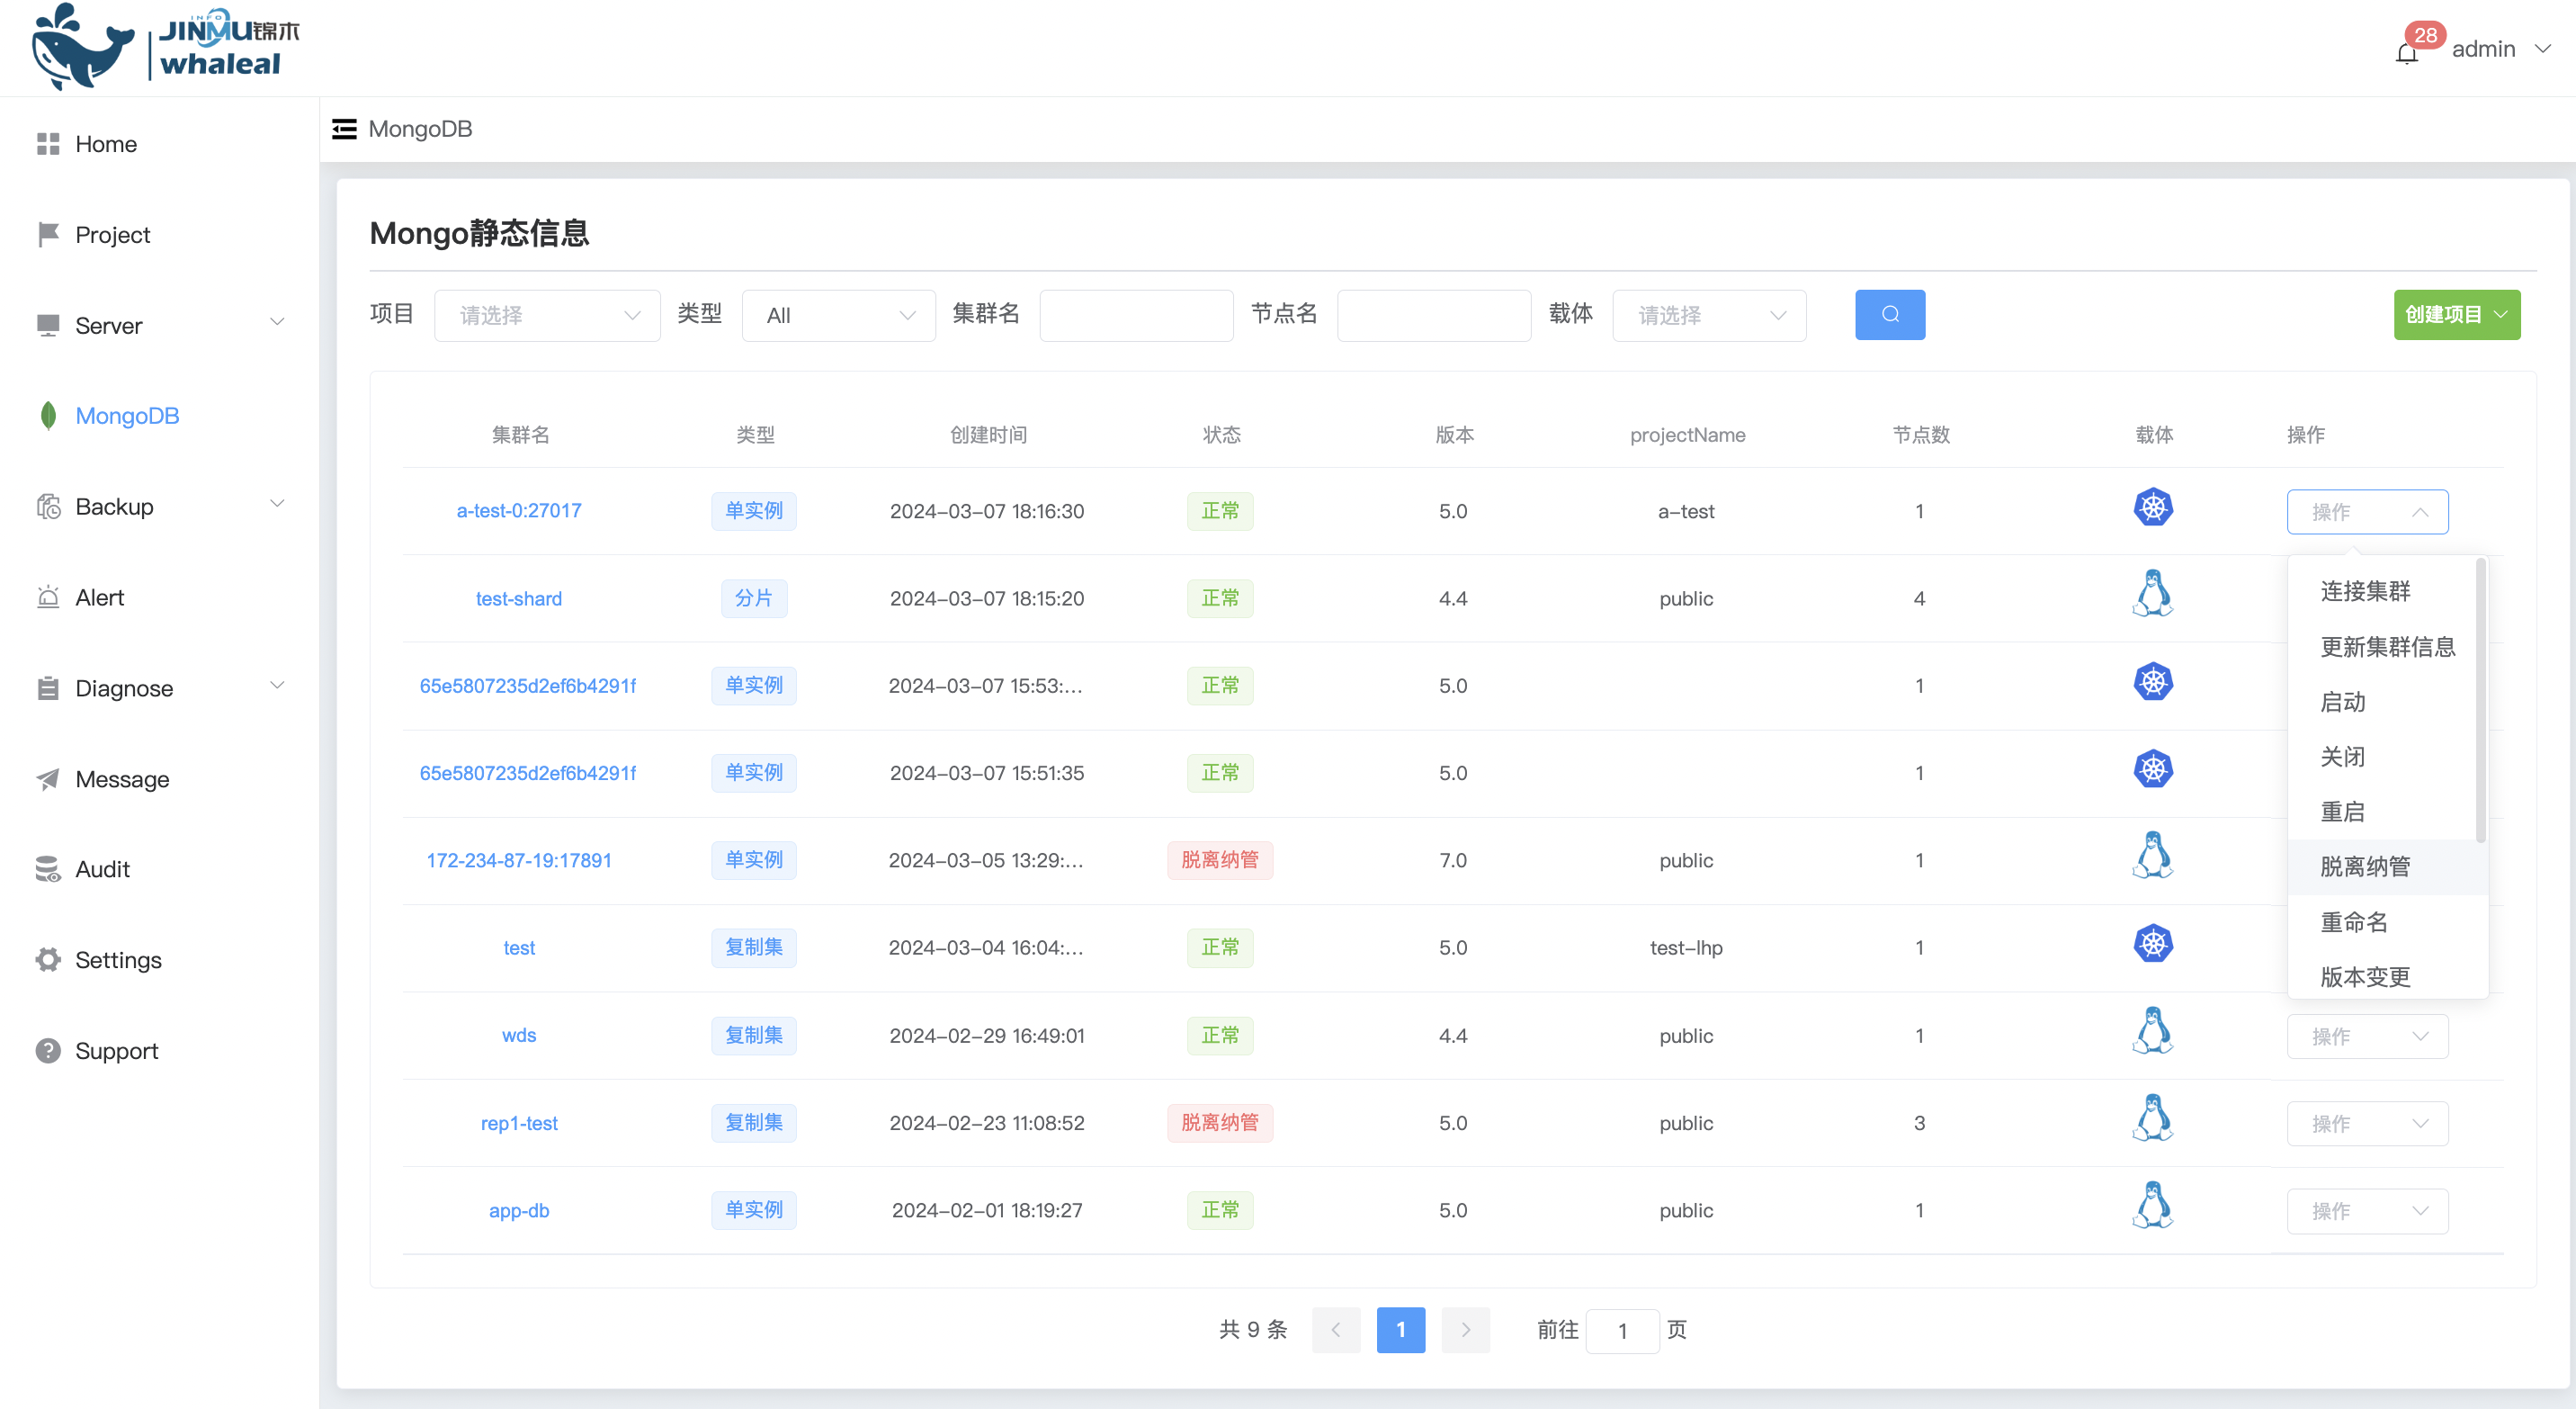 INFO
JINMU锦木
whaleal
28
admin
MongoDB
Home
Project
Server
MongoDB
Backup
Alert
Diagnose
Message
Audit
Settings
Support
Mongo静态信息
项目 请选择 类型 All 集群名 节点名 载体 请选择 创建项目
集群名 类型 创建时间 状态 版本 projectName 节点数 载体 操作
a-test-0:27017 单实例 2024-03-07 18:16:30 正常 5.0 a-test 1 操作
test-shard 分片 2024-03-07 18:15:20 正常 4.4 public 4
65e5807235d2ef6b4291f 单实例 2024-03-07 15:53:... 正常 5.0 1
65e5807235d2ef6b4291f 单实例 2024-03-07 15:51:35 正常 5.0 1
172-234-87-19:17891 单实例 2024-03-05 13:29:... 脱离纳管 7.0 public 1
test 复制集 2024-03-04 16:04:... 正常 5.0 test-lhp 1
wds 复制集 2024-02-29 16:49:01 正常 4.4 public 1 操作
rep1-test 复制集 2024-02-23 11:08:52 脱离纳管 5.0 public 3 操作
app-db 单实例 2024-02-01 18:19:27 正常 5.0 public 1 操作
连接集群
更新集群信息
启动
关闭
重启
脱离纳管
重命名
版本变更
共 9 条 1 前往 1 页